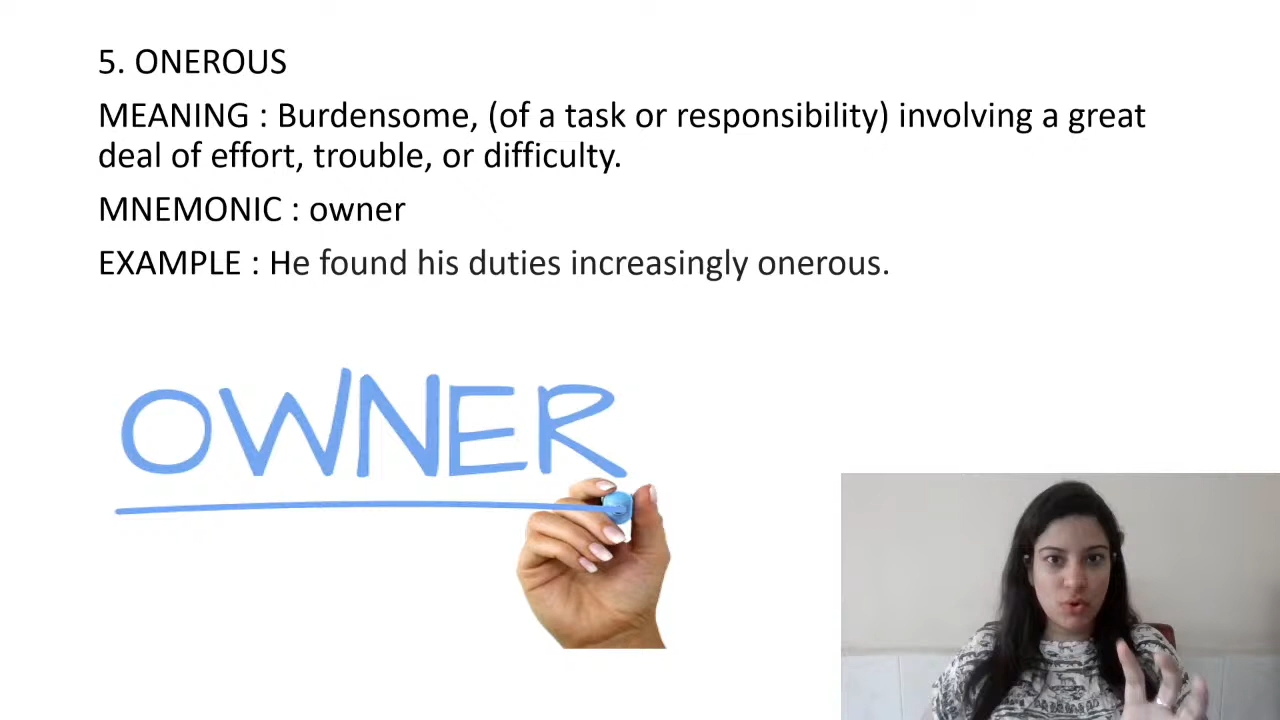 5. ONEROUS
MEANING : Burdensome, (of a task or responsibility) involving a great
deal of effort, trouble, or difficulty.
MNEMONIC : owner
EXAMPLE : He found his duties increasingly onerous.
OWNER